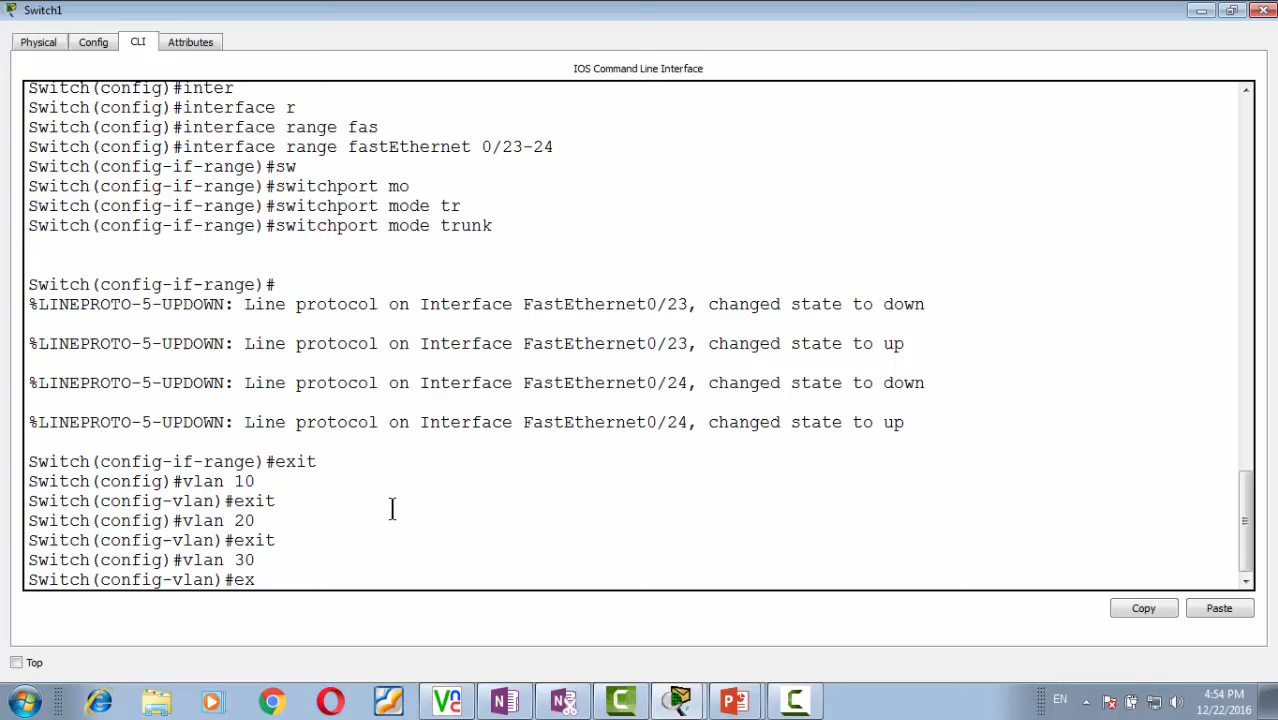 Switch1
Physical Config CLI Attributes
IOS Command Line Interface
Switch(config)#inter
Switch(config)#interface r
Switch(config)#interface range fas
Switch(config)#interface range fastEthernet 0/23-24
Switch(config-if-range)#sw
Switch(config-if-range)#switchport mo
Switch(config-if-range)#switchport mode tr
Switch(config-if-range)#switchport mode trunk
Switch(config-if-range)#
%LINEPROTO-5-UPDOWN: Line protocol on Interface FastEthernet0/23, changed state to down
%LINEPROTO-5-UPDOWN: Line protocol on Interface FastEthernet0/23, changed state to up
%LINEPROTO-5-UPDOWN: Line protocol on Interface FastEthernet0/24, changed state to down
%LINEPROTO-5-UPDOWN: Line protocol on Interface FastEthernet0/24, changed state to up
Switch(config-if-range)#exit
Switch(config)#vlan 10
Switch(config-vlan)#exit
Switch(config)#vlan 20
Switch(config-vlan)#exit
Switch(config)#vlan 30
Switch(config-vlan)#ex
Copy Paste
Top
EN
4:54 PM
12/22/2016